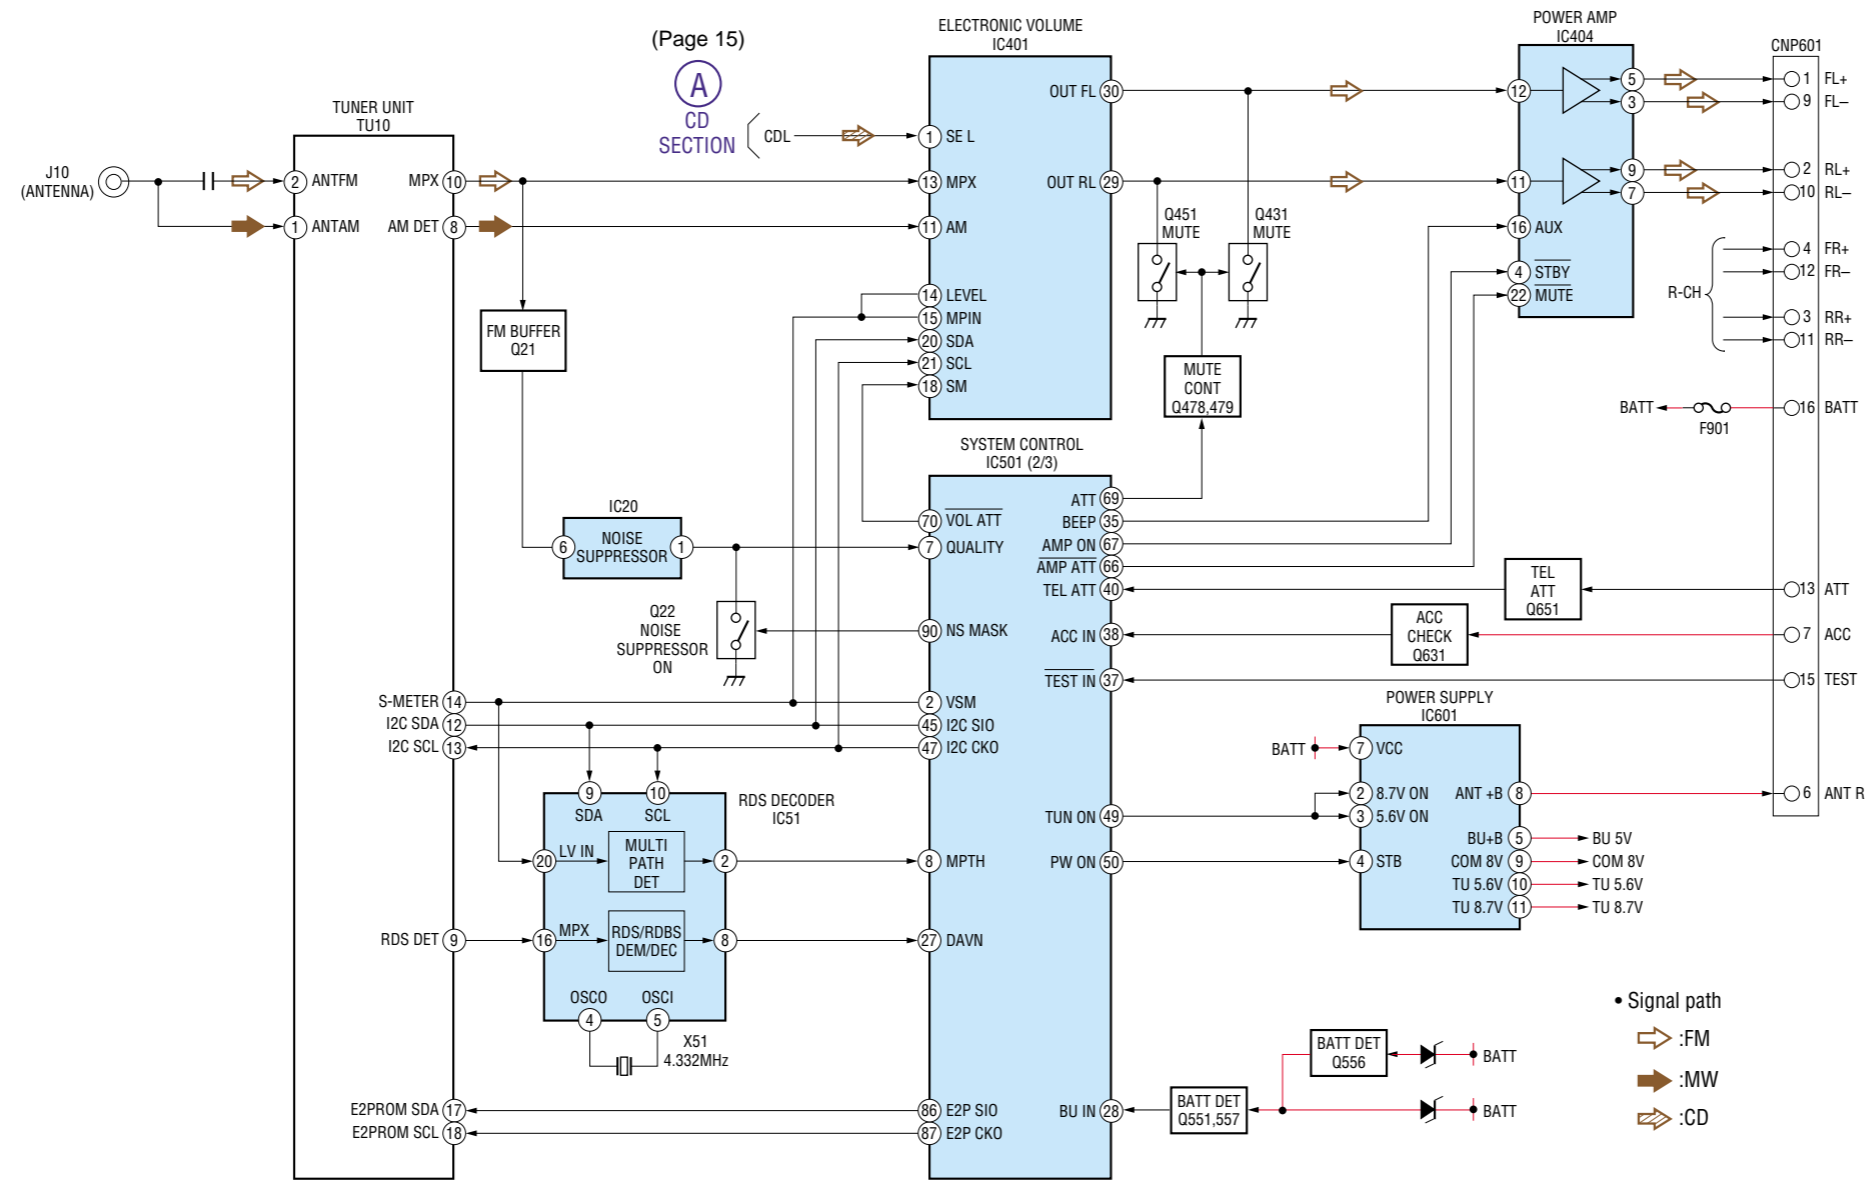 (Page 15)
A
CD
SECTION
CDL
ELECTRONIC VOLUME
IC401
1 SE L
13 MPX
11 AM
14 LEVEL
15 MPIN
20 SDA
21 SCL
18 SM
OUT FL 30
OUT RL 29
POWER AMP
IC404
12
11
16 AUX
4 STBY
22 MUTE
5
3
9
7
CNP601
1 FL+
9 FL–
2 RL+
10 RL–
4 FR+
12 FR–
R-CH
3 RR+
11 RR–
BATT
F901
16 BATT
13 ATT
7 ACC
15 TEST
6 ANT R
TUNER UNIT
TU10
J10
(ANTENNA)
2 ANTFM
1 ANTAM
MPX 10
AM DET 8
S-METER 14
I2C SDA 12
I2C SCL 13
RDS DET 9
E2PROM SDA 17
E2PROM SCL 18
FM BUFFER
Q21
IC20
6
NOISE
SUPPRESSOR
1
Q22
NOISE
SUPPRESSOR
ON
Q451
MUTE
Q431
MUTE
MUTE
CONT
Q478,479
SYSTEM CONTROL
IC501 (2/3)
70 VOL ATT
7 QUALITY
90 NS MASK
2 VSM
45 I2C SIO
47 I2C CKO
8 MPTH
27 DAVN
86 E2P SIO
87 E2P CKO
ATT 69
BEEP 35
AMP ON 67
AMP ATT 66
TEL ATT 40
ACC IN 38
TEST IN 37
TUN ON 49
PW ON 50
BU IN 28
TEL
ATT
Q651
ACC
CHECK
Q631
RDS DECODER
IC51
9
SDA
10
SCL
20 LV IN
MULTI
PATH
DET
2
16 MPX
RDS/RDBS
DEM/DEC
8
OSCO
4
OSCI
5
X51
4.332MHz
POWER SUPPLY
IC601
BATT
7 VCC
2 8.7V ON
3 5.6V ON
4 STB
ANT +B 8
BU+B 5 BU 5V
COM 8V 9 COM 8V
TU 5.6V 10 TU 5.6V
TU 8.7V 11 TU 8.7V
BATT DET
Q556
BATT
BATT DET
Q551,557
BATT
• Signal path
:FM
:MW
:CD